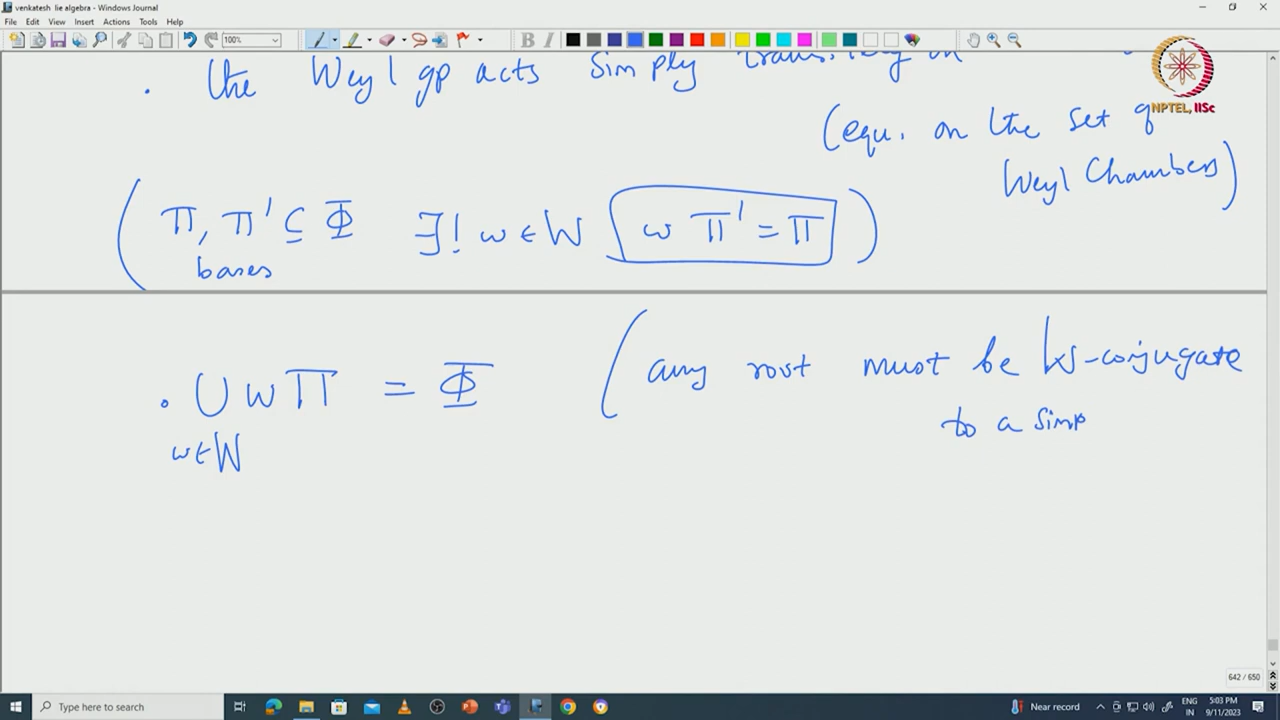 venkatesh lie algebra - Windows Journal
File Edit View Insert Actions Tools Help
100%
B I
NPTEL, IISc
. the Weyl gp acts simply
(equ. on the set of
Weyl Chambers)
( Π, Π' ⊆ Φ ∃! w ∈ W w Π' = Π )
bases
. ∪ w Π = Φ ( any root must be W-conjugate
w∈W to a simp
642 / 650
Type here to search
Near record
ENG
IN
5:03 PM
9/11/2023